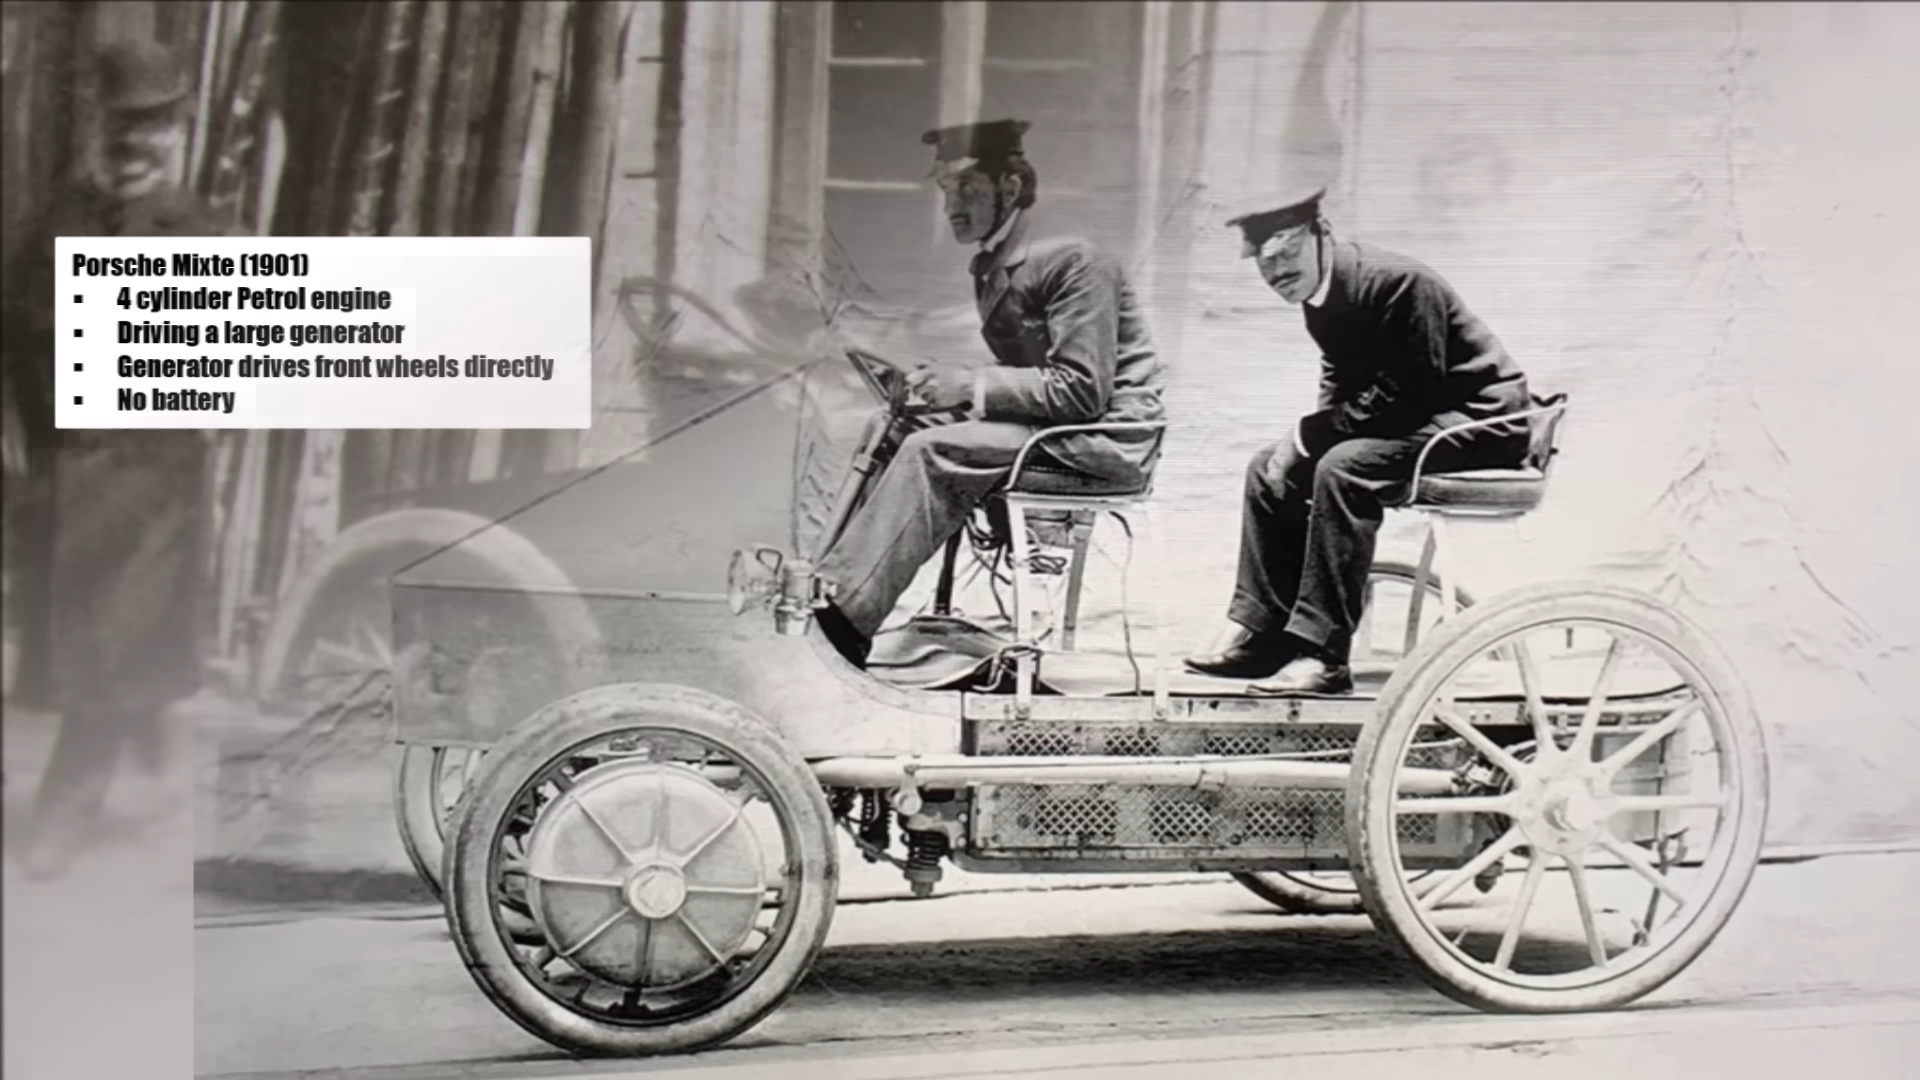 Porsche Mixte (1901)
▪ 4 cylinder Petrol engine
▪ Driving a large generator
▪ Generator drives front wheels directly
▪ No battery